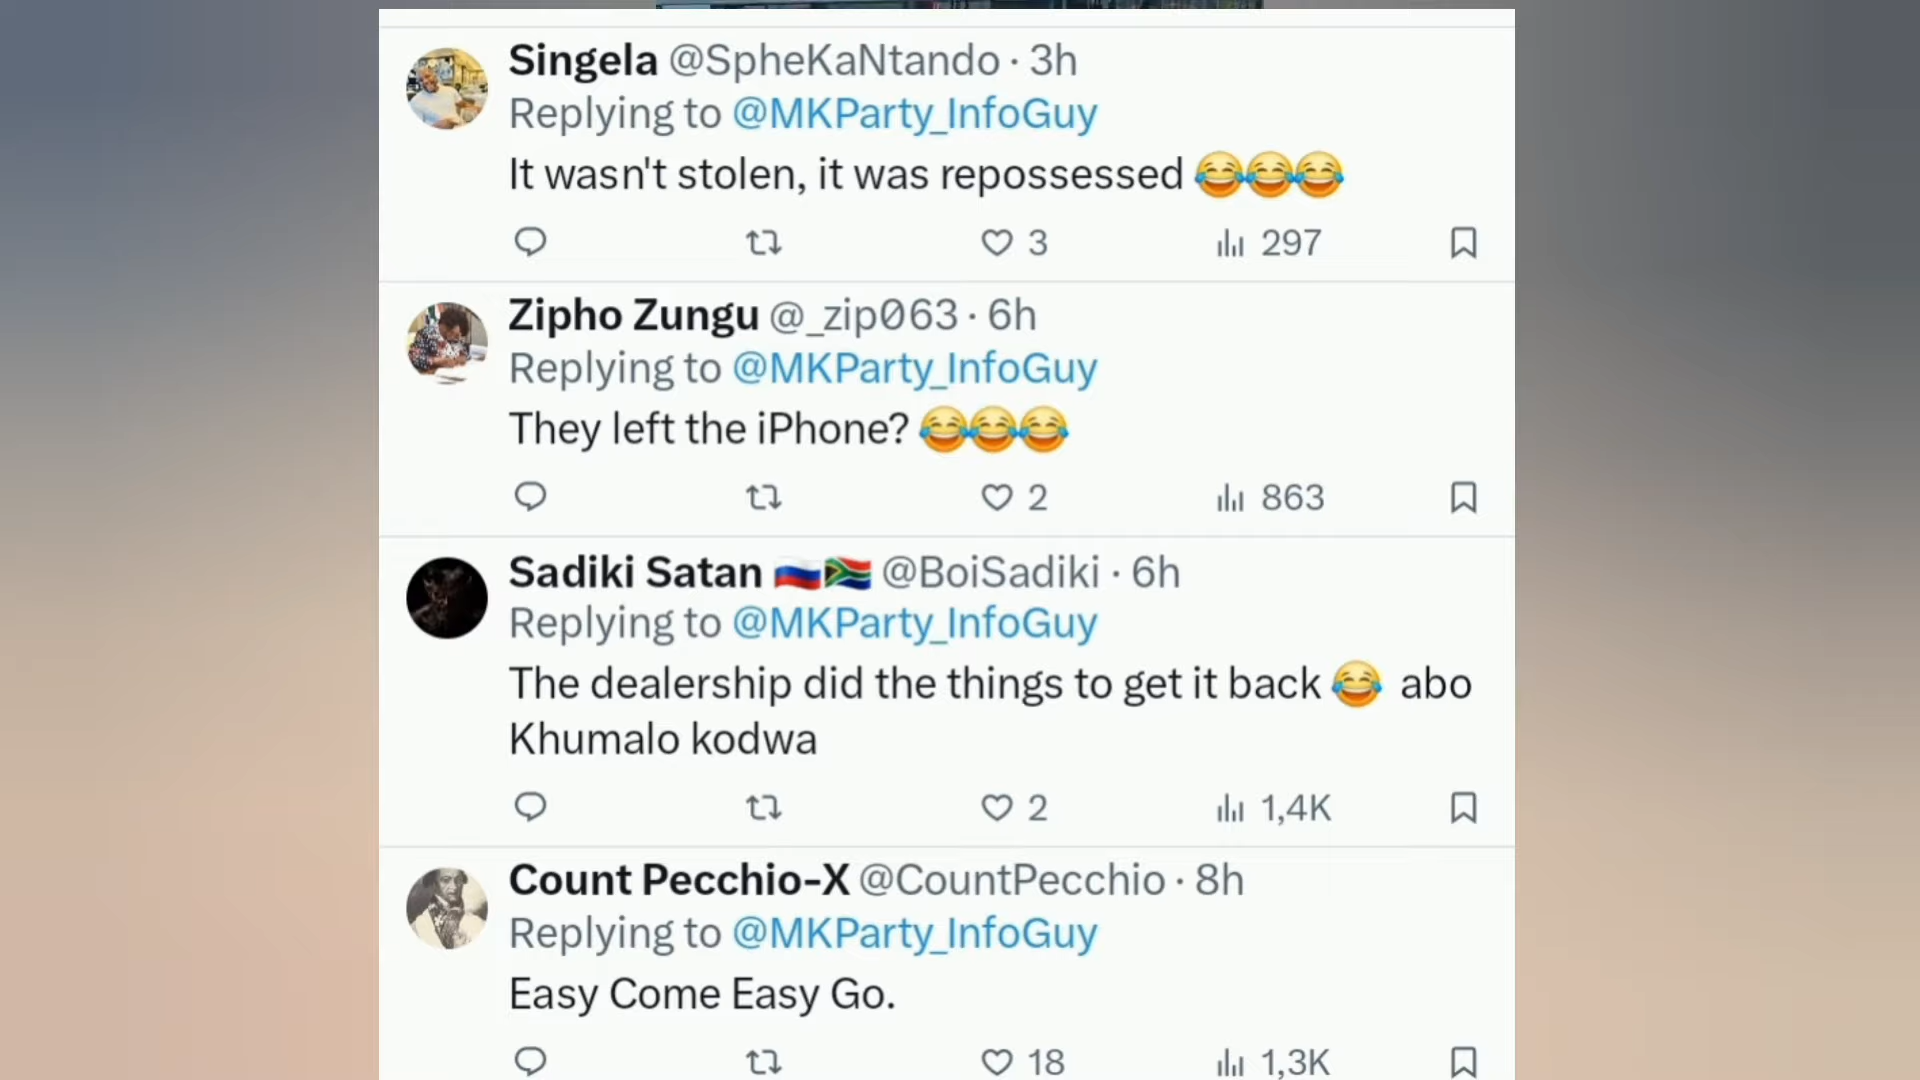 Singela @SpheKaNtando · 3h
Replying to @MKParty_InfoGuy
It wasn't stolen, it was repossessed 😂😂😂
3 297
Zipho Zungu @_zip063 · 6h
Replying to @MKParty_InfoGuy
They left the iPhone? 😂😂😂
2 863
Sadiki Satan 🇷🇺🇿🇦 @BoiSadiki · 6h
Replying to @MKParty_InfoGuy
The dealership did the things to get it back 😂 abo
Khumalo kodwa
2 1,4K
Count Pecchio-X @CountPecchio · 8h
Replying to @MKParty_InfoGuy
Easy Come Easy Go.
18 1,3K